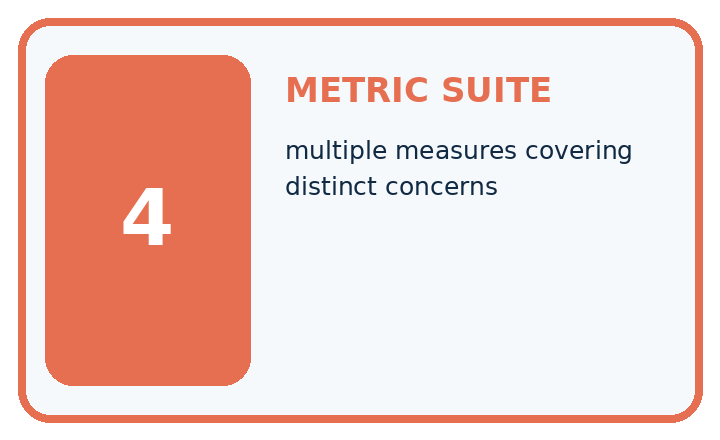 4
METRIC SUITE
multiple measures covering
distinct concerns